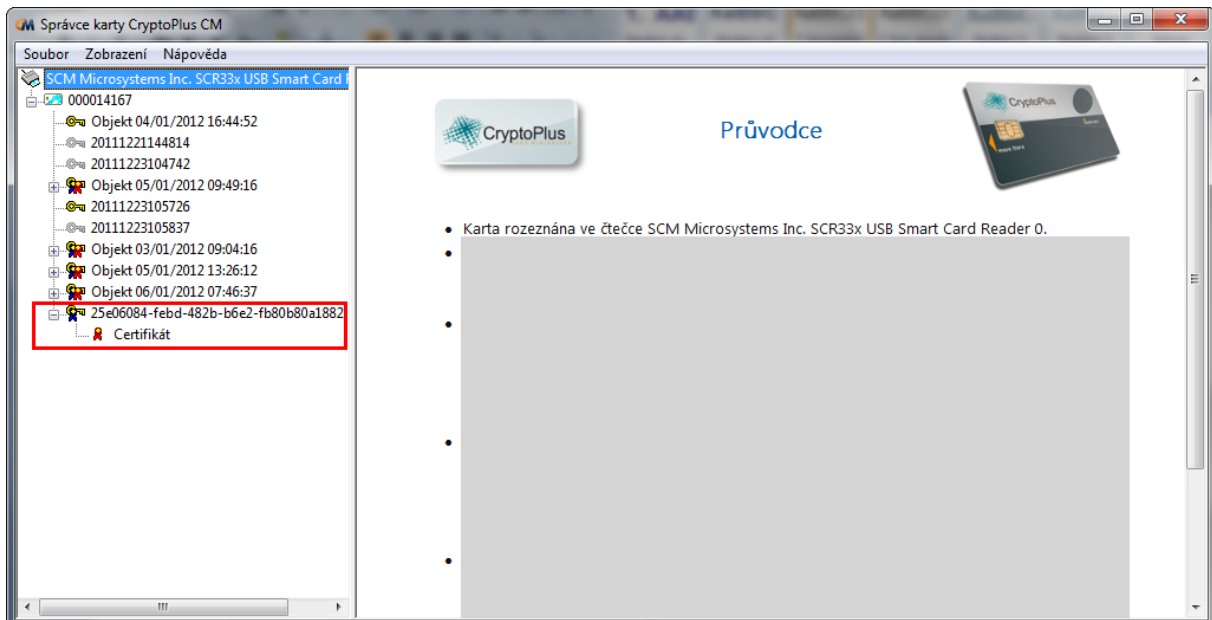 Správce karty CryptoPlus CM
Soubor Zobrazení Nápověda
SCM Microsystems Inc. SCR33x USB Smart Card
000014167
Objekt 04/01/2012 16:44:52
20111221144814
20111223104742
Objekt 05/01/2012 09:49:16
20111223105726
20111223105837
Objekt 03/01/2012 09:04:16
Objekt 05/01/2012 13:26:12
Objekt 06/01/2012 07:46:37
25e06084-febd-482b-b6e2-fb80b80a1882
Certifikát
CryptoPlus
Průvodce
CryptoPlus
• Karta rozeznána ve čtečce SCM Microsystems Inc. SCR33x USB Smart Card Reader 0.